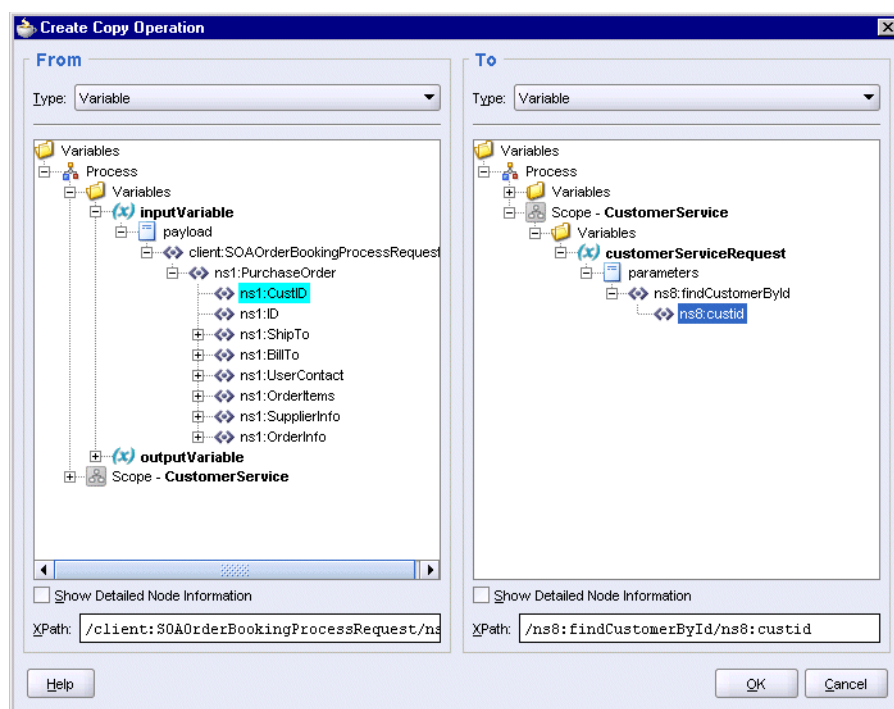 Create Copy Operation
From
Type: Variable
Variables
Process
Variables
(x) inputVariable
payload
client:SOAOrderBookingProcessRequest
ns1:PurchaseOrder
ns1:CustID
ns1:ID
ns1:ShipTo
ns1:BillTo
ns1:UserContact
ns1:OrderItems
ns1:SupplierInfo
ns1:OrderInfo
(x) outputVariable
Scope - CustomerService
Show Detailed Node Information
XPath: /client:SOAOrderBookingProcessRequest/ns
To
Type: Variable
Variables
Process
Variables
Scope - CustomerService
Variables
(x) customerServiceRequest
parameters
ns8:findCustomerById
ns8:custid
Show Detailed Node Information
XPath: /ns8:findCustomerById/ns8:custid
Help
OK
Cancel